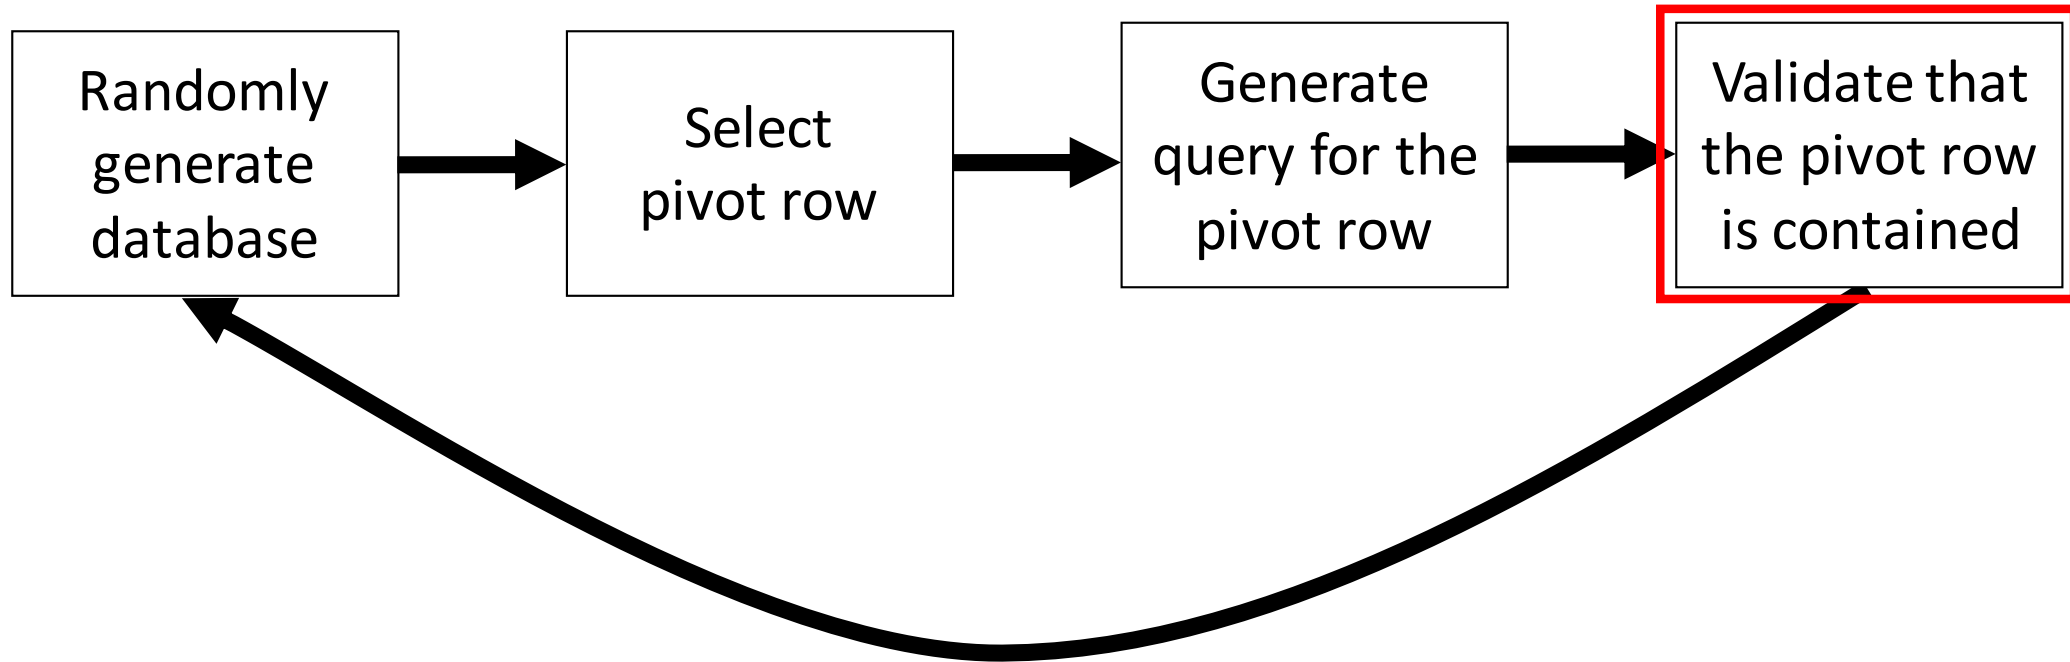 Randomly
generate
database
Select
pivot row
Generate
query for the
pivot row
Validate that
the pivot row
is contained